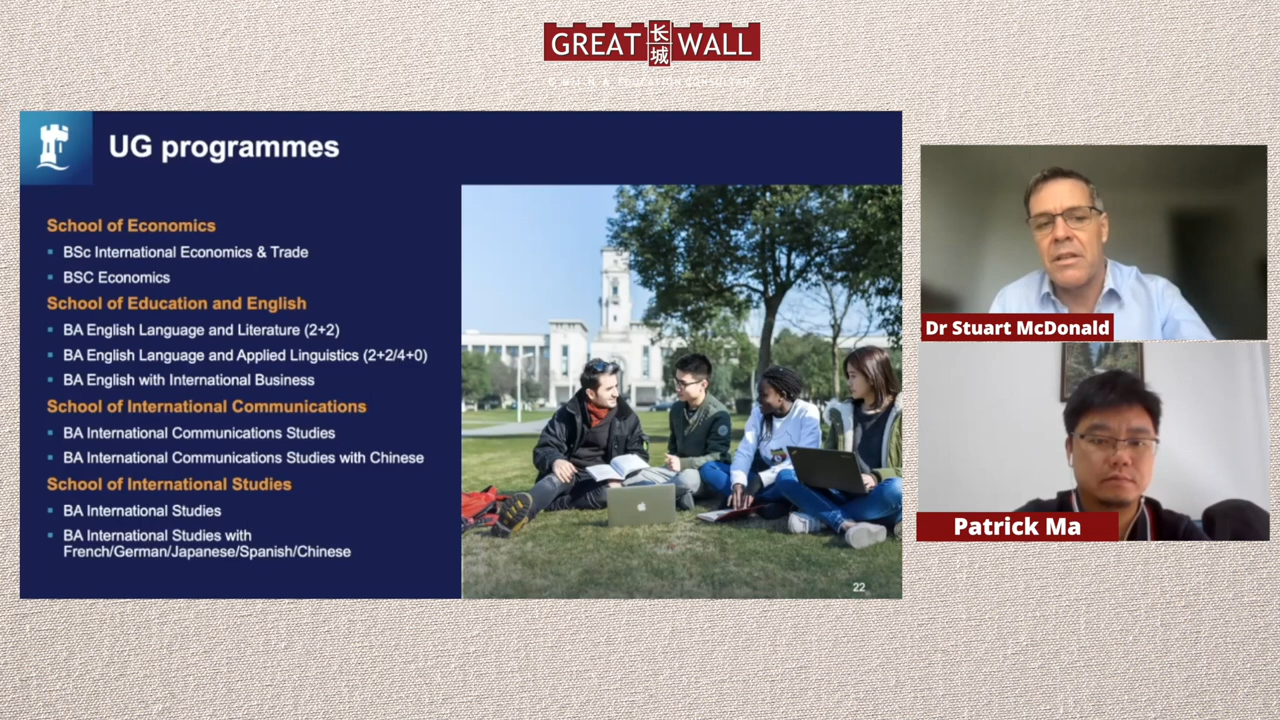 GREAT 长城 WALL
UG programmes
School of Economics
BSc International Economics & Trade
BSC Economics
School of Education and English
BA English Language and Literature (2+2)
BA English Language and Applied Linguistics (2+2/4+0)
BA English with International Business
School of International Communications
BA International Communications Studies
BA International Communications Studies with Chinese
School of International Studies
BA International Studies
BA International Studies with
French/German/Japanese/Spanish/Chinese
22
Dr Stuart McDonald
Patrick Ma